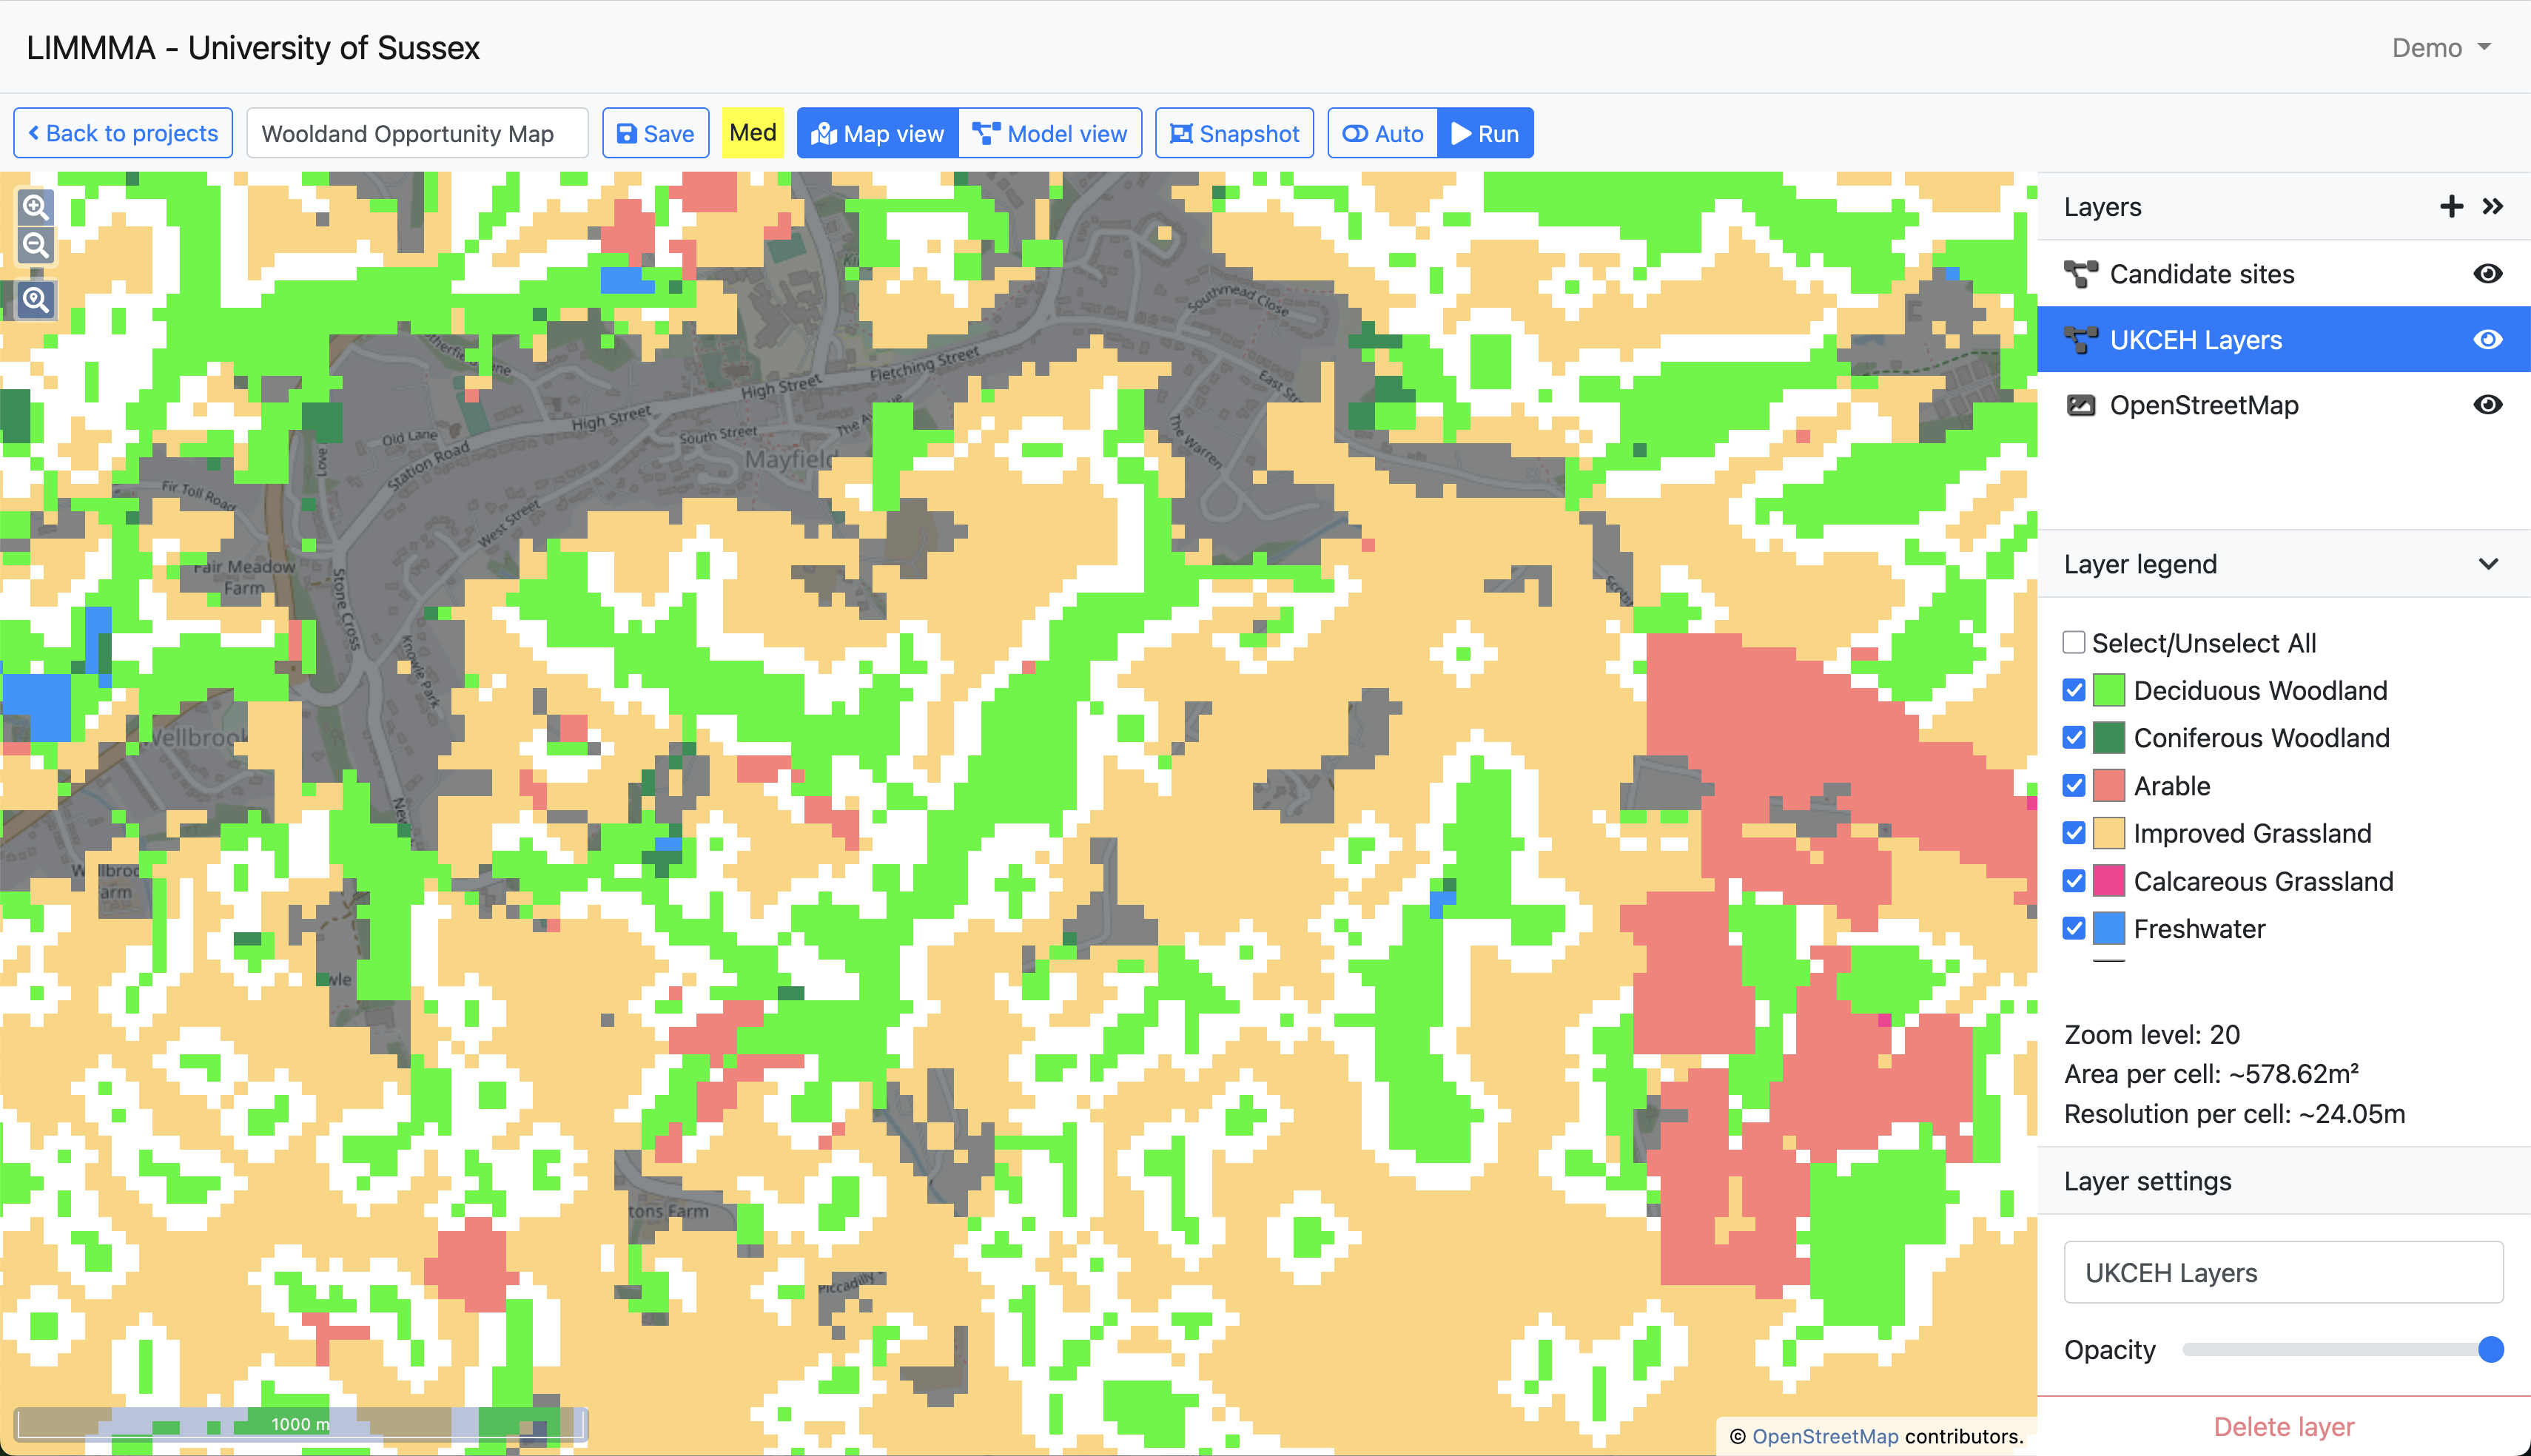 LIMMMA - University of Sussex
Demo
Back to projects
Wooldand Opportunity Map
Save
Med
Map view
Model view
Snapshot
Auto
Run
Layers
Candidate sites
UKCEH Layers
OpenStreetMap
Layer legend
Select/Unselect All
Deciduous Woodland
Coniferous Woodland
Arable
Improved Grassland
Calcareous Grassland
Freshwater
Zoom level: 20
Area per cell: ~578.62m²
Resolution per cell: ~24.05m
Layer settings
UKCEH Layers
Opacity
Delete layer
Southmead Close
Fletching Street
High Street
East Str
High Street
The Av
South Street
Old Lane
Station Road
The Warren
Mayfield
Love
Fir Toll Road
West Street
Fair Meadow
Farm
Stone Cross
Knowle Park
Wellbrook
tons Farm
Piccadilly
1000 m
© OpenStreetMap contributors.